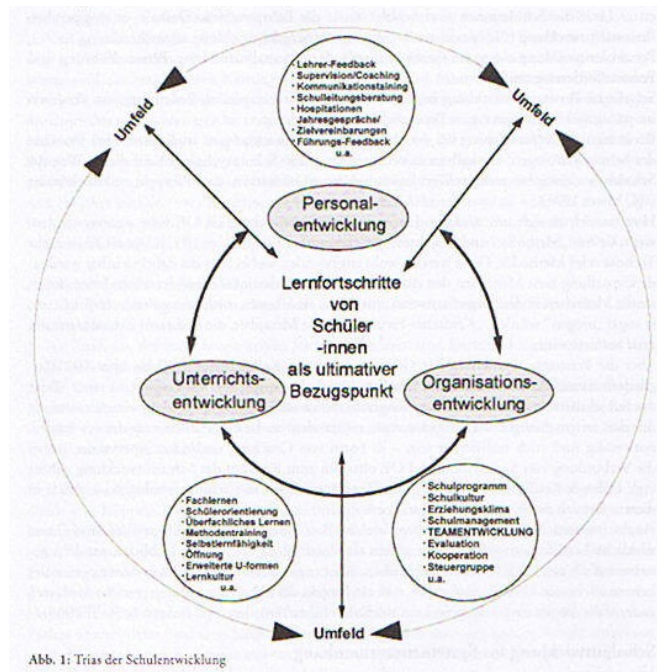 · Lehrer-Feedback
· Supervision/Coaching
· Kommunikationstaining
· Schulleitungsberatung
· Hospitationen
· Jahresgespräche/
Zielvereinbarungen
· Führungs-Feedback
u.a.
Umfeld
Umfeld
Personal-
entwicklung
Lernfortschritte
von
Schüler
-innen
als ultimativer
Bezugspunkt
Unterrichts-
entwicklung
Organisations-
entwicklung
· Fachlernen
· Schülerorientierung
· Überfachliches Lernen
· Methodentraining
· Selbstlernfähigkeit
· Öffnung
· Erweiterte U-formen
· Lernkultur
u.a.
· Schulprogramm
· Schulkultur
· Erziehungsklima
· Schulmanagement
· TEAMENTWICKLUNG
· Evaluation
· Kooperation
· Steuergruppe
u.a.
Umfeld
Abb. 1: Trias der Schulentwicklung